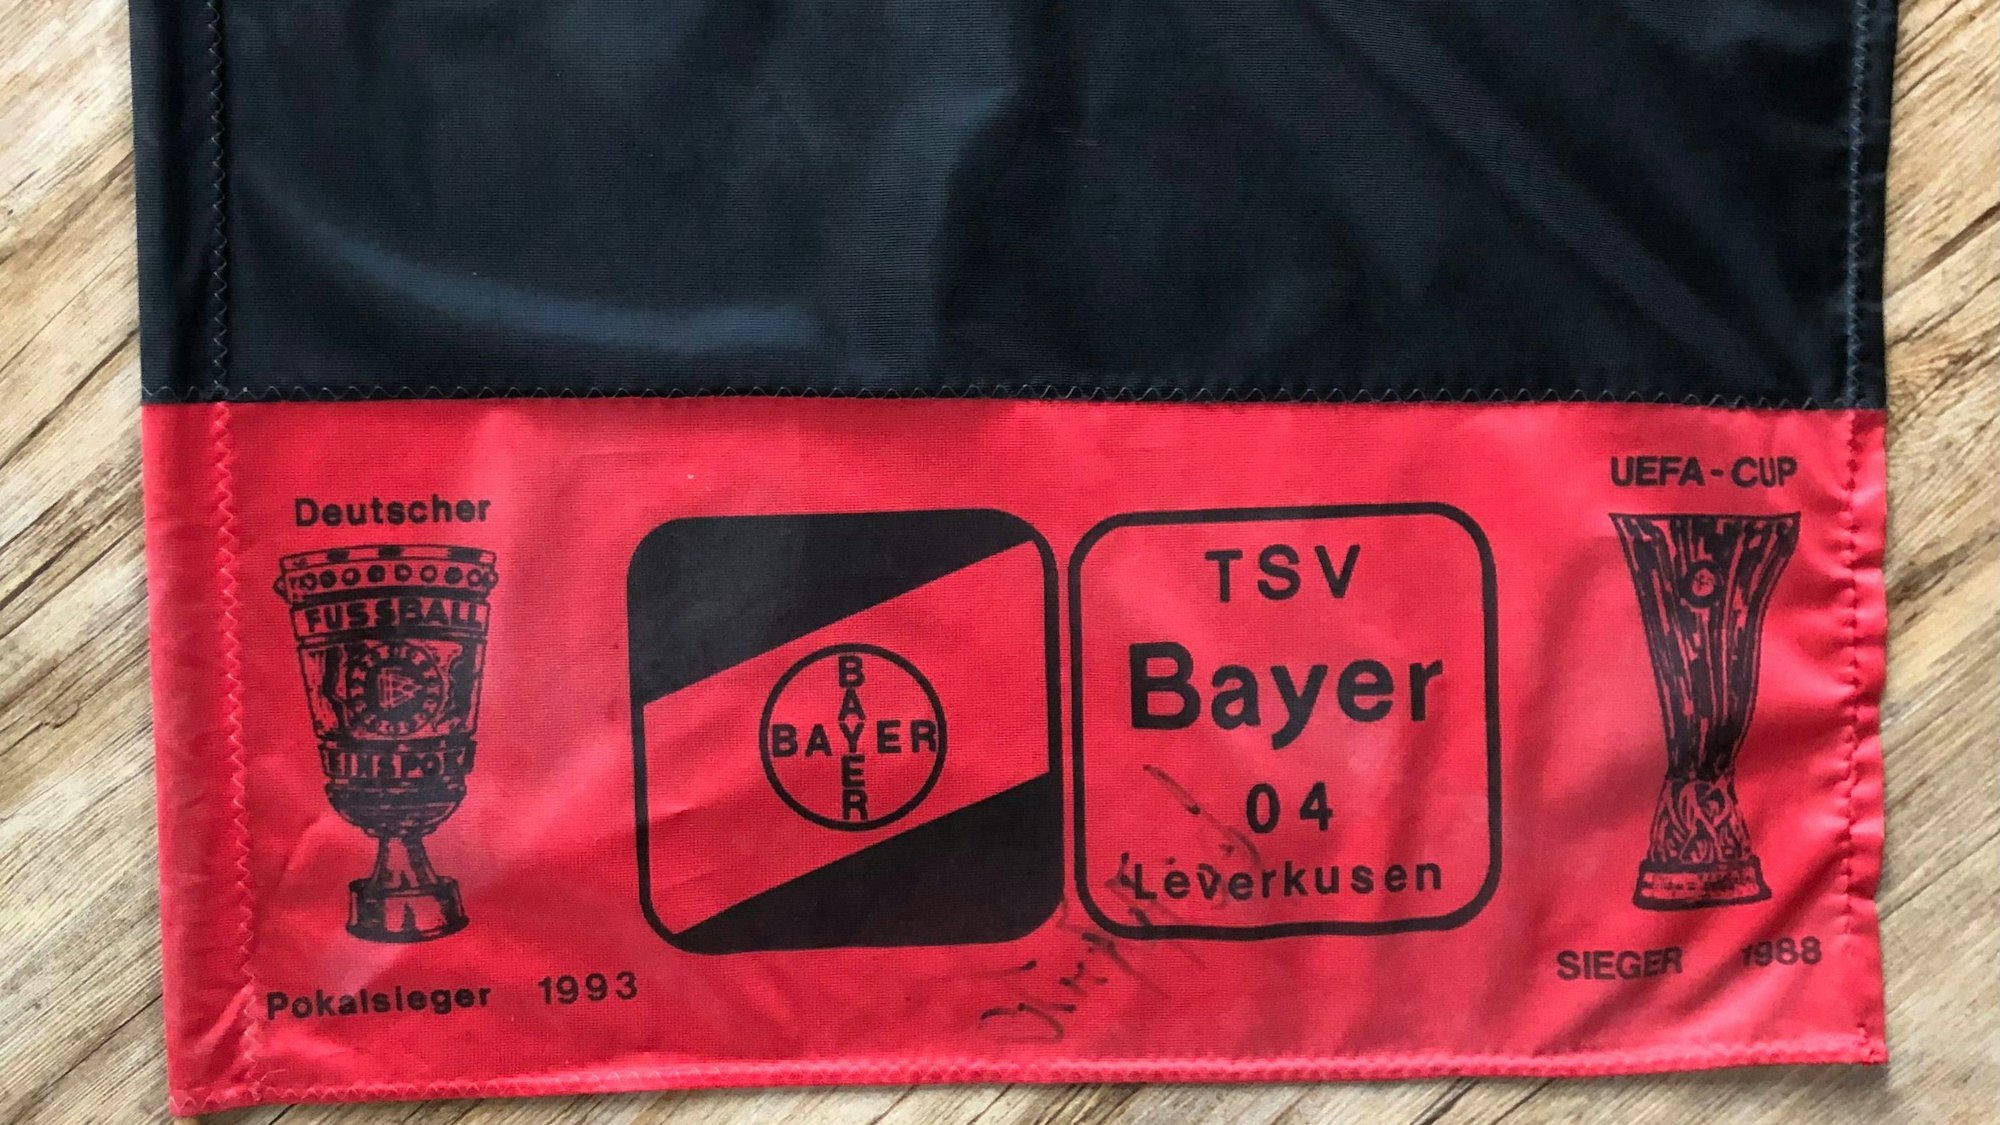 Deutscher
FUSSBALL
Pokalsieger 1993
BAYER
BAYER
TSV
Bayer
04
Leverkusen
UEFA-CUP
SIEGER 1988